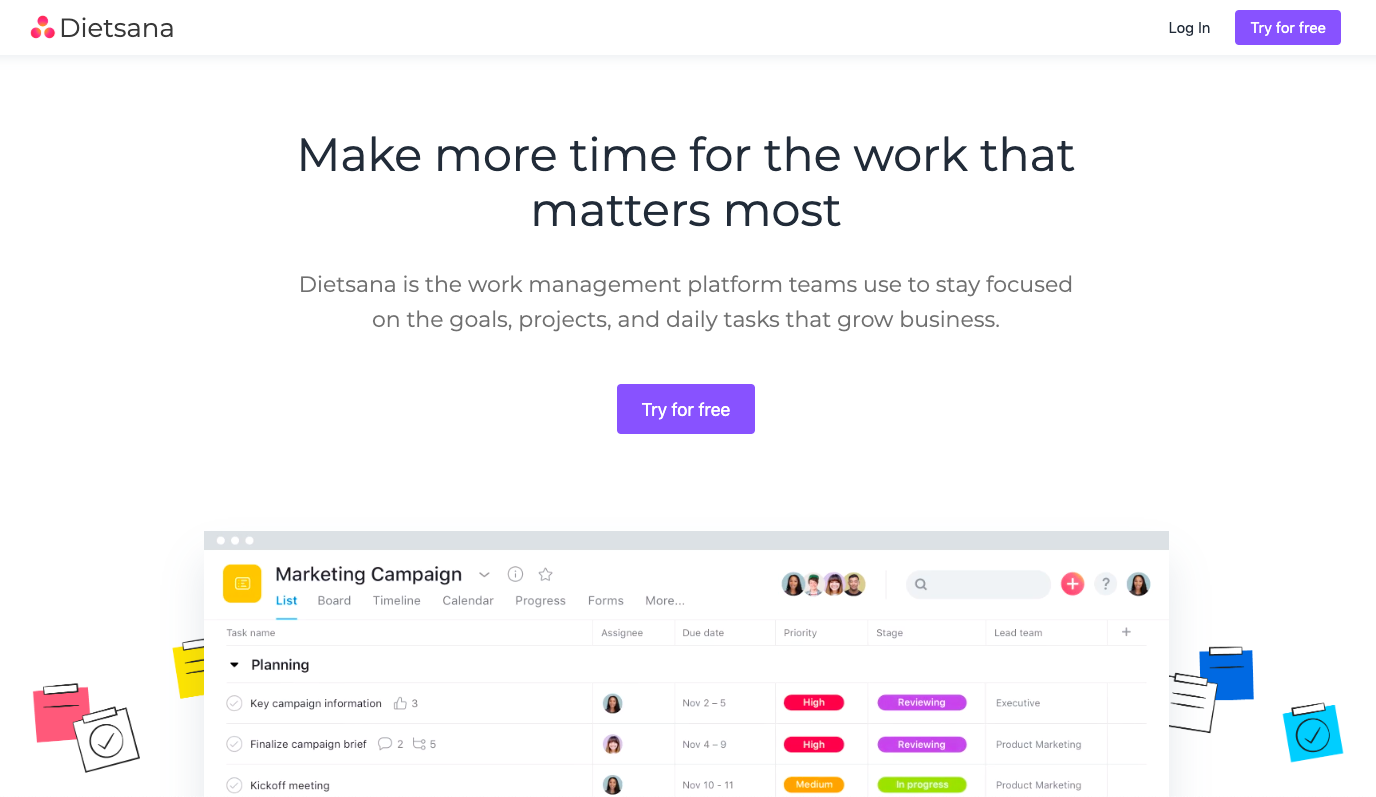 Dietsana
Log In
Try for free
Make more time for the work that
matters most
Dietsana is the work management platform teams use to stay focused
on the goals, projects, and daily tasks that grow business.
Try for free
Marketing Campaign
?
List Board Timeline Calendar Progress Forms More...
Task name Assignee Due date Priority Stage Lead team +
Planning
Key campaign information 3 Nov 2 – 5 High Reviewing Executive
Finalize campaign brief 2 5 Nov 4 – 9 High Reviewing Product Marketing
Kickoff meeting Nov 10 - 11 Medium In progress Product Marketing